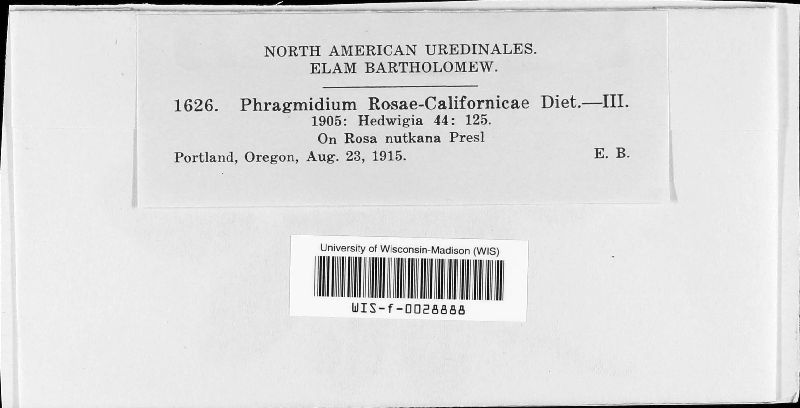 NORTH AMERICAN UREDINALES.
ELAM BARTHOLOMEW.
1626. Phragmidium Rosae-Californicae Diet.—III.
1905: Hedwigia 44: 125.
On Rosa nutkana Presl
Portland, Oregon, Aug. 23, 1915. E. B.
University of Wisconsin-Madison (WIS)
WIS-f-0028888